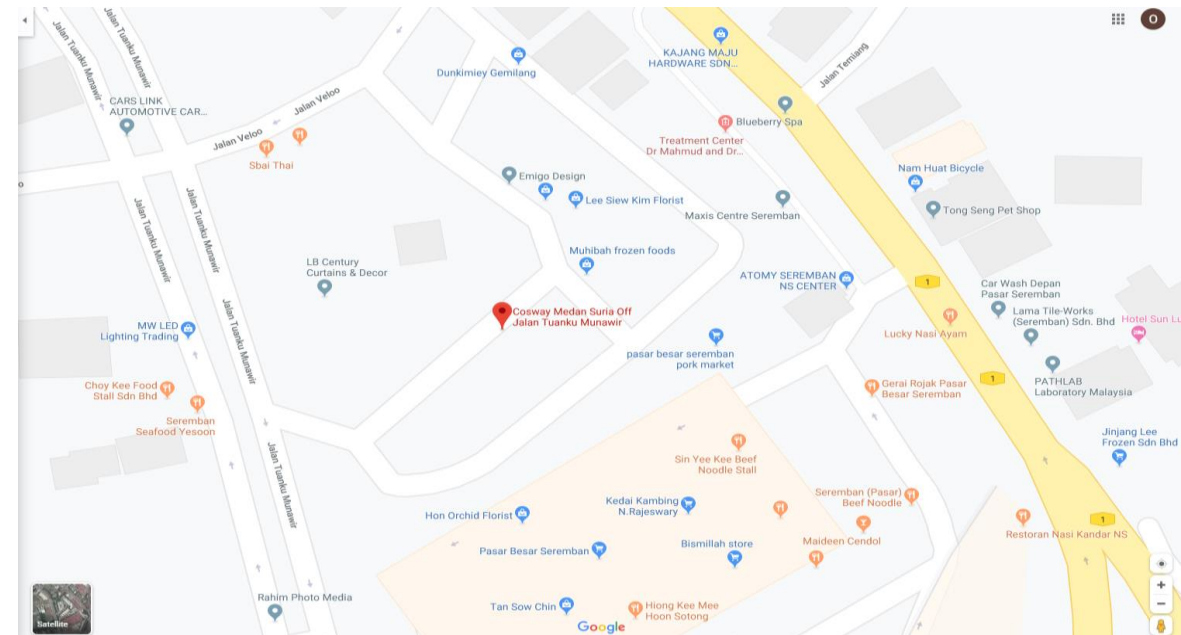 Jalan Tuanku Munawir
Jalan Tuanku Munawir
O
KAJANG MAJU
HARDWARE SDN...
Jalan Temiang
Dunkimiey Gemilang
CARS LINK
AUTOMOTIVE CAR...
Jalan Veloo
Jalan Veloo
Sbai Thai
Blueberry Spa
Treatment Center
Dr Mahmud and Dr...
Nam Huat Bicycle
Emigo Design
Lee Siew Kim Florist
Maxis Centre Seremban
Tong Seng Pet Shop
Jalan Tuanku Munawir
Jalan Tuanku Munawir
Muhibah frozen foods
LB Century
Curtains & Decor
ATOMY SEREMBAN
NS CENTER
1
Car Wash Depan
Pasar Seremban
Lama Tile-Works
(Seremban) Sdn. Bhd
Hotel Sun Lu
Cosway Medan Suria Off
Jalan Tuanku Munawir
Jalan Tuanku Munawir
MW LED
Lighting Trading
Lucky Nasi Ayam
pasar besar seremban
pork market
1
PATHLAB
Laboratory Malaysia
Choy Kee Food
Stall Sdn Bhd
Gerai Rojak Pasar
Besar Seremban
Seremban
Seafood Yesoon
Jinjang Lee
Frozen Sdn Bhd
Jalan Tuanku Munawir
Sin Yee Kee Beef
Noodle Stall
Seremban (Pasar)
Beef Noodle
Kedai Kambing
N.Rajeswary
Hon Orchid Florist
1
Restoran Nasi Kandar NS
Maideen Cendol
Bismillah store
Pasar Besar Seremban
Rahim Photo Media
Tan Sow Chin
Hiong Kee Mee
Hoon Sotong
Satellite
Google